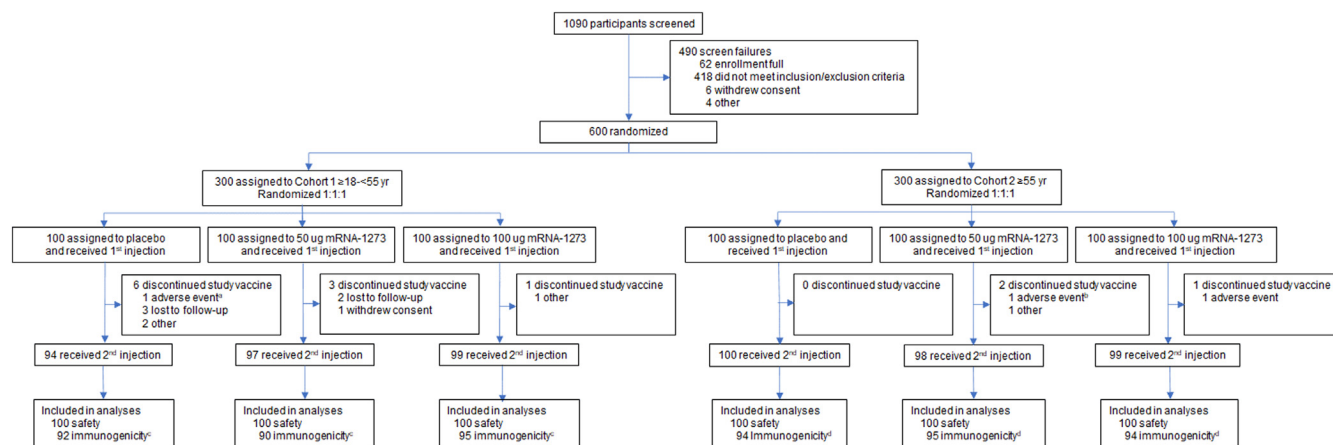 1090 participants screened
490 screen failures
62 enrollment full
418 did not meet inclusion/exclusion criteria
6 withdrew consent
4 other
600 randomized
300 assigned to Cohort 1 ≥18-<55 yr
Randomized 1:1:1
300 assigned to Cohort 2 ≥55 yr
Randomized 1:1:1
100 assigned to placebo
and received 1st injection
100 assigned to 50 ug mRNA-1273
and received 1st injection
100 assigned to 100 ug mRNA-1273
and received 1st injection
100 assigned to placebo and
received 1st injection
100 assigned to 50 ug mRNA-1273
and received 1st injection
100 assigned to 100 ug mRNA-1273
and received 1st injection
6 discontinued study vaccine
1 adverse eventa
3 lost to follow-up
2 other
3 discontinued study vaccine
2 lost to follow-up
1 withdrew consent
1 discontinued study vaccine
1 other
0 discontinued study vaccine
2 discontinued study vaccine
1 adverse eventb
1 other
1 discontinued study vaccine
1 adverse event
94 received 2nd injection
97 received 2nd injection
99 received 2nd injection
100 received 2nd injection
98 received 2nd injection
99 received 2nd injection
Included in analyses
100 safety
92 immunogenicityc
Included in analyses
100 safety
90 immunogenicityc
Included in analyses
100 safety
95 immunogenicityc
Included in analyses
100 safety
94 Immunogenicityd
Included in analyses
100 safety
95 immunogenicityd
Included in analyses
100 safety
94 immunogenicityd